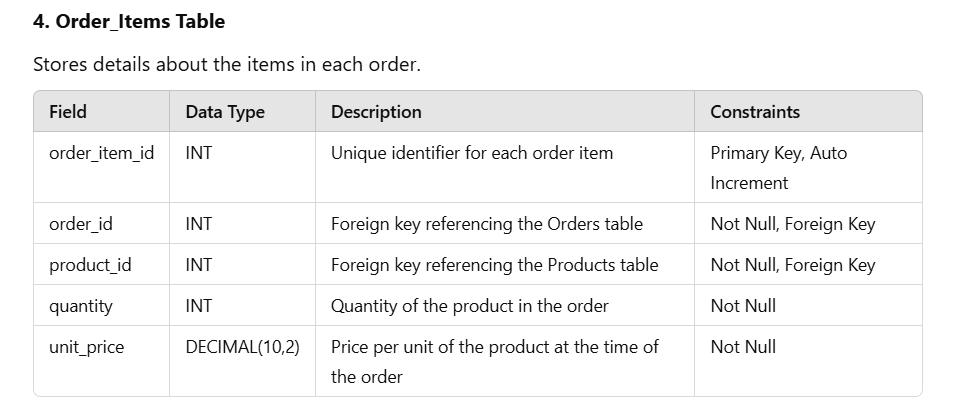 4. Order_Items Table
Stores details about the items in each order.
Field Data Type Description Constraints
order_item_id INT Unique identifier for each order item Primary Key, Auto
Increment
order_id INT Foreign key referencing the Orders table Not Null, Foreign Key
product_id INT Foreign key referencing the Products table Not Null, Foreign Key
quantity INT Quantity of the product in the order Not Null
unit_price DECIMAL(10,2) Price per unit of the product at the time of Not Null
the order